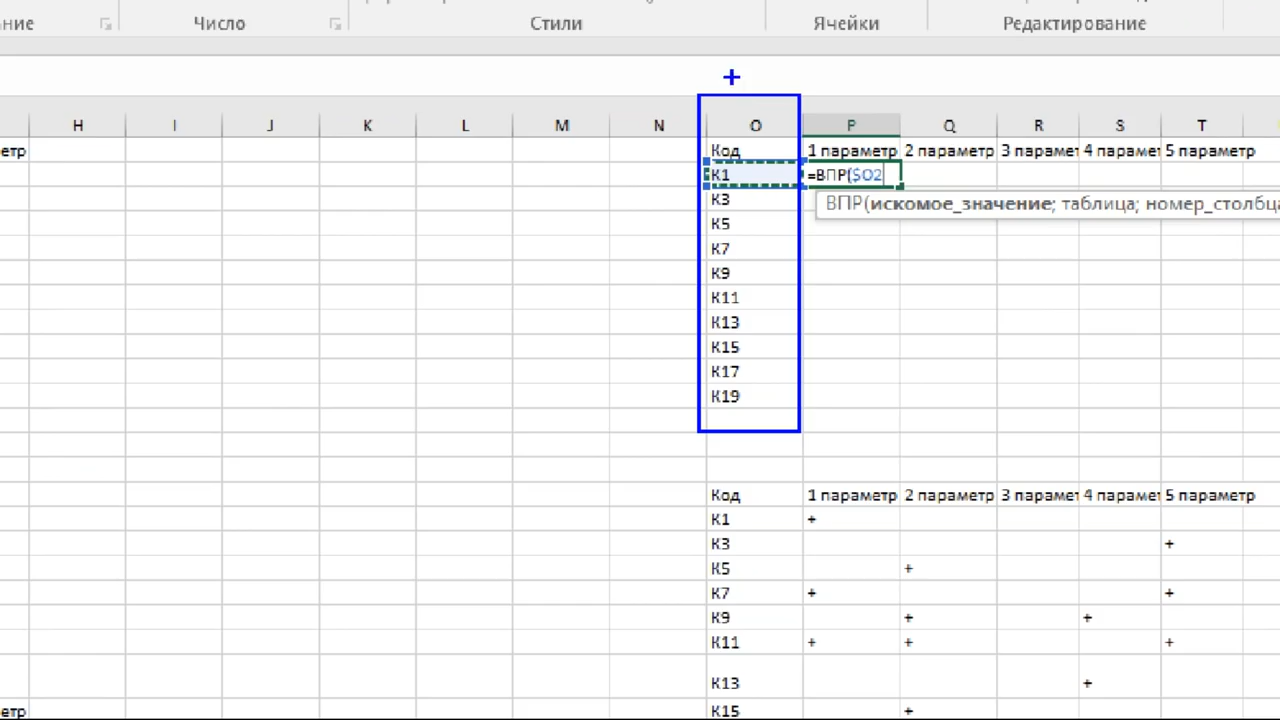 ние Число Стили Ячейки Редактирование
H I J K L M N O P Q R S T
етр Код 1 параметр 2 параметр 3 парамет 4 парамет 5 параметр
К1 =ВПР($O2
К3 ВПР(искомое_значение; таблица; номер_столбца
К5
К7
К9
К11
К13
К15
К17
К19
Код 1 параметр 2 параметр 3 парамет 4 парамет 5 параметр
К1 +
К3 +
К5 +
К7 + +
К9 + +
К11 + + +
К13 +
етр К15 +